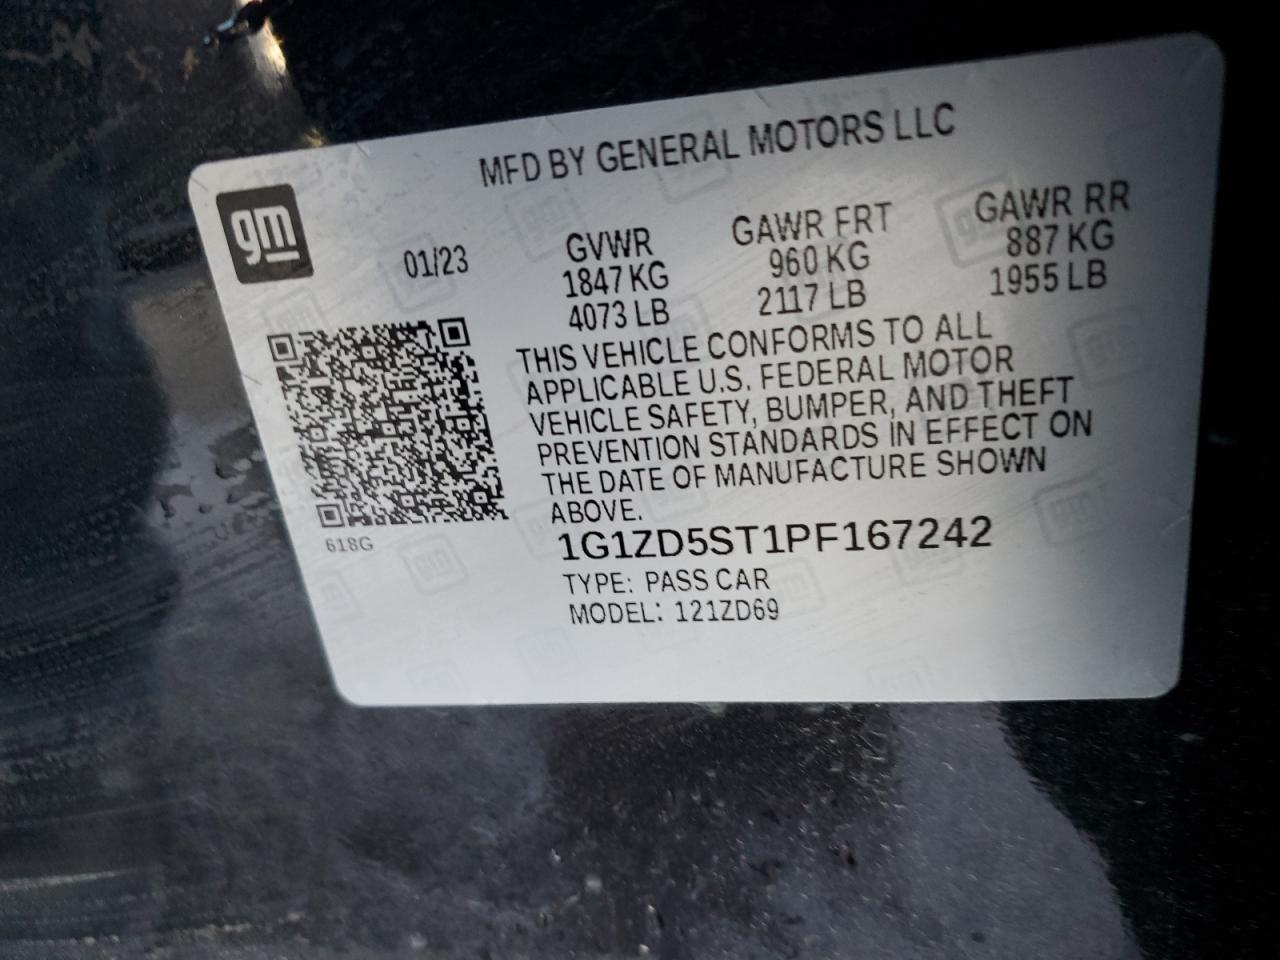 MFD BY GENERAL MOTORS LLC
gm
01/23
GVWR
1847 KG
4073 LB
GAWR FRT
960 KG
2117 LB
GAWR RR
887 KG
1955 LB
THIS VEHICLE CONFORMS TO ALL
APPLICABLE U.S. FEDERAL MOTOR
VEHICLE SAFETY, BUMPER, AND THEFT
PREVENTION STANDARDS IN EFFECT ON
THE DATE OF MANUFACTURE SHOWN
ABOVE.
618G
1G1ZD5ST1PF167242
TYPE: PASS CAR
MODEL: 121ZD69